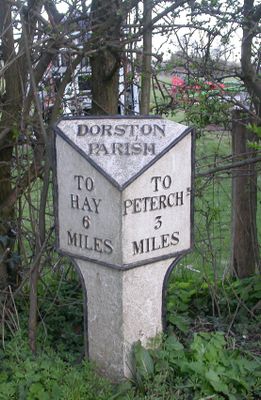 DORSTON
PARISH
TO
HAY
6
MILES
TO
PETERCH:
3
MILES